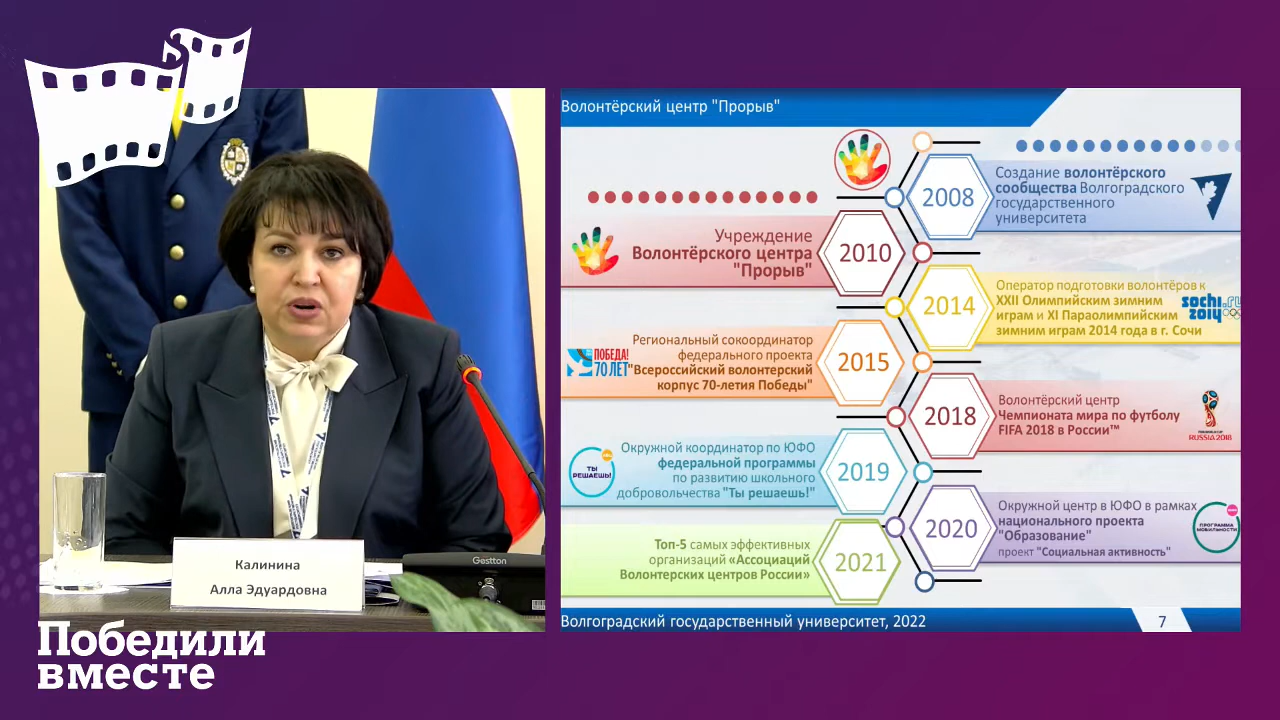 Волонтёрский центр "Прорыв"
2008
Создание волонтёрского
сообщества Волгоградского
государственного
университета
Учреждение
Волонтёрского центра
"Прорыв"
2010
2014
Оператор подготовки волонтёров к
XXII Олимпийским зимним
играм и XI Параолимпийским
зимним играм 2014 года в г. Сочи
sochi.ru
2014
ПОБЕДА!
70 ЛЕТ
Региональный сокоординатор
федерального проекта
"Всероссийский волонтерский
корпус 70-летия Победы"
2015
2018
Волонтёрский центр
Чемпионата мира по футболу
FIFA 2018 в России™
RUSSIA 2018
ТЫ
РЕШАЕШЬ!
Окружной координатор по ЮФО
федеральной программы
по развитию школьного
добровольчества "Ты решаешь!"
2019
2020
Окружной центр в ЮФО в рамках
национального проекта
"Образование"
проект "Социальная активность"
ПРОГРАММА
МОБИЛЬНОСТИ
Топ-5 самых эффективных
организаций «Ассоциаций
Волонтерских центров России»
2021
Волгоградский государственный университет, 2022
7
Gestton
Калинина
Алла Эдуардовна
Победили
вместе